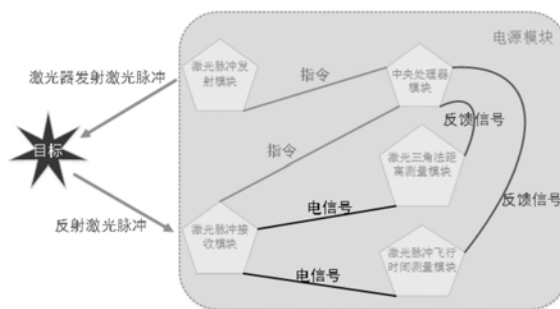 电源模块
激光脉冲发
射模块
中央处理器
模块
指令
激光器发射激光脉冲
反馈信号
目标
指令
激光三角法距
离测量模块
电信号
反馈信号
反射激光脉冲
激光脉冲接
收模块
激光脉冲飞行
时间测量模块
电信号